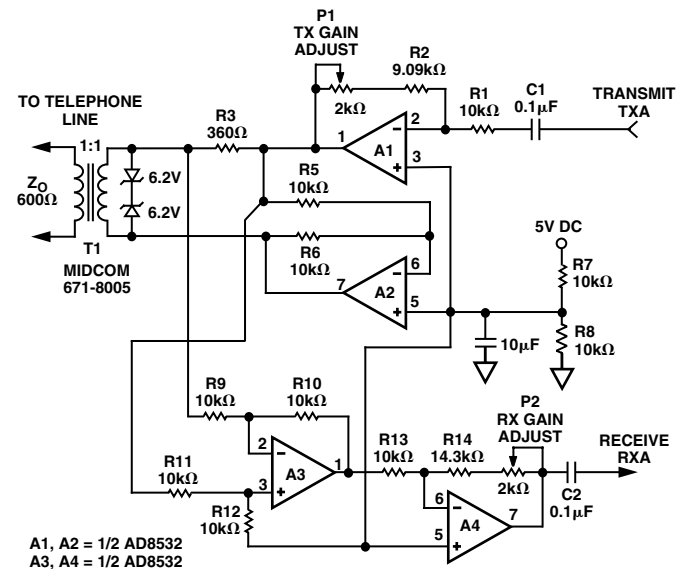 P1
TX GAIN
ADJUST
2kΩ
R2
9.09kΩ
R1
10kΩ
C1
0.1µF
TRANSMIT
TXA
TO TELEPHONE
LINE
1:1
ZO
600Ω
T1
MIDCOM
671-8005
6.2V
6.2V
R3
360Ω
1
2
3
A1
R5
10kΩ
R6
10kΩ
7
6
5
A2
5V DC
R7
10kΩ
R8
10kΩ
10µF
R9
10kΩ
R10
10kΩ
R11
10kΩ
R12
10kΩ
2
3
1
A3
R13
10kΩ
R14
14.3kΩ
P2
RX GAIN
ADJUST
2kΩ
6
5
7
A4
C2
0.1µF
RECEIVE
RXA
A1, A2 = 1/2 AD8532
A3, A4 = 1/2 AD8532